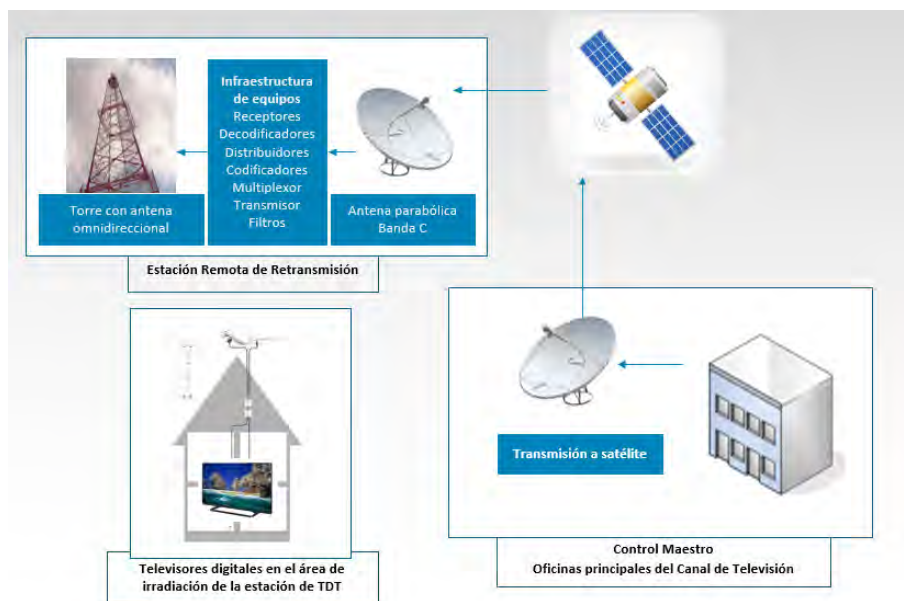 Infraestructura
de equipos
Receptores
Decodificadores
Distribuidores
Codificadores
Multiplexor
Transmisor
Filtros
Torre con antena
omnidireccional
Antena parabólica
Banda C
Estación Remota de Retransmisión
Transmisión a satélite
Control Maestro
Oficinas principales del Canal de Televisión
Televisores digitales en el área de
irradiación de la estación de TDT